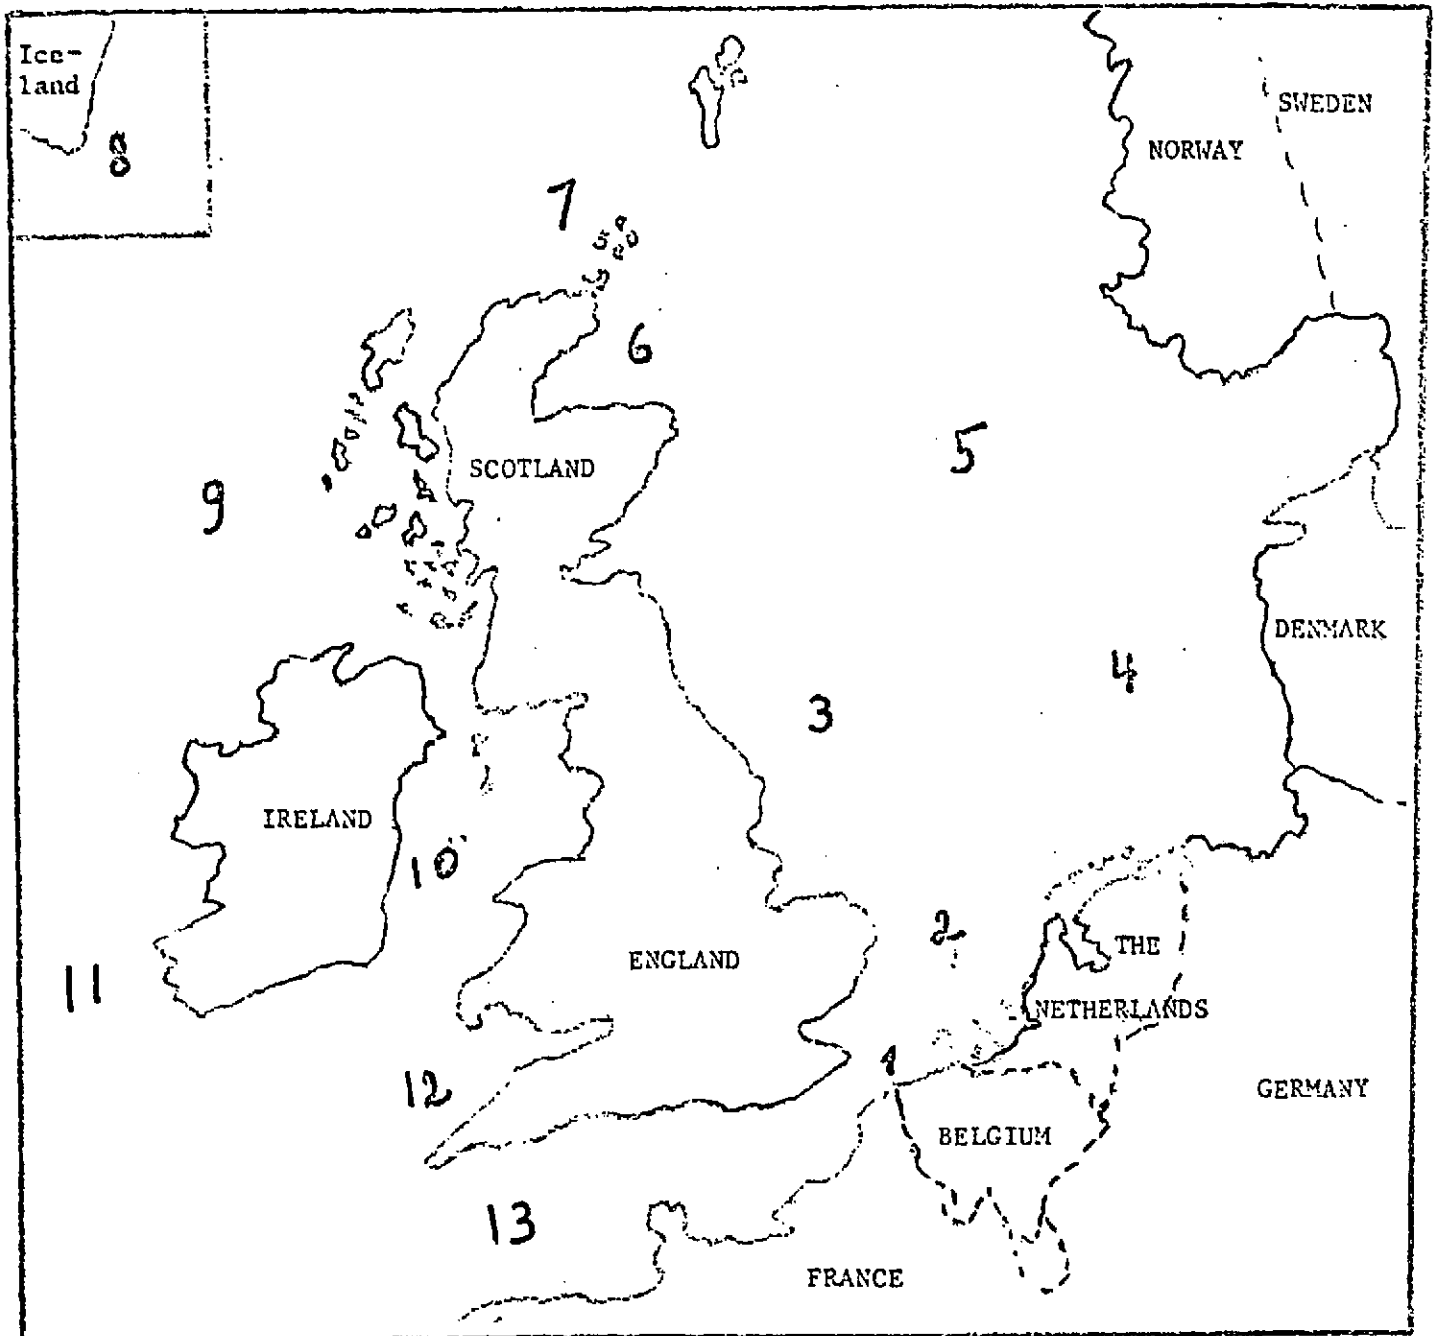 Ice-
land
8
SWEDEN
NORWAY
7
6
5
SCOTLAND
9
DENMARK
4
3
IRELAND
10
2
THE
ENGLAND
11
NETHERLANDS
1
12
GERMANY
BELGIUM
13
FRANCE